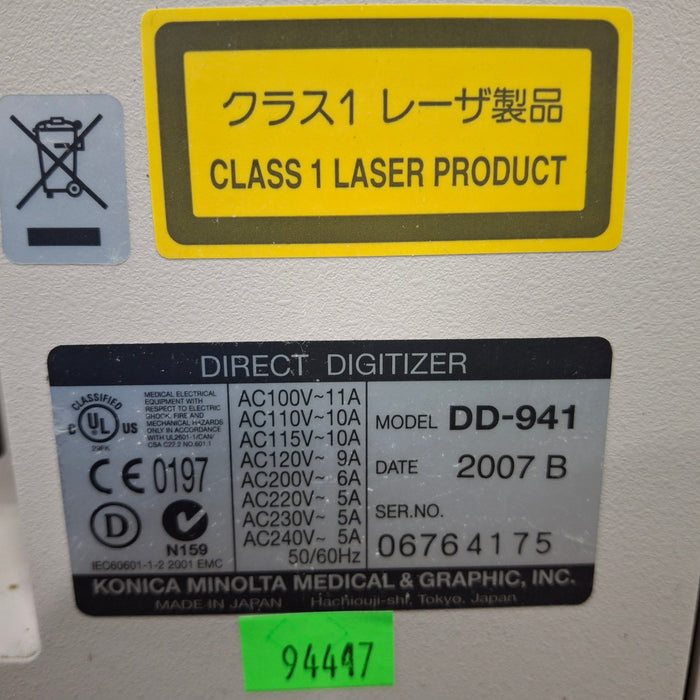 クラス1 レーザ製品
CLASS 1 LASER PRODUCT
DIRECT DIGITIZER
CLASSIFIED
C UL US
29FK
MEDICAL ELECTRICAL
EQUIPMENT WITH
RESPECT TO ELECTRIC
SHOCK, FIRE AND
MECHANICAL HAZARDS
ONLY IN ACCORDANCE
WITH UL2601-1/CAN/
CSA C22.2 NO.601.1
CE 0197
D
N159
IEC60601-1-2 2001 EMC
AC100V~11A
AC110V~10A
AC115V~10A
AC120V~ 9A
AC200V~ 6A
AC220V~ 5A
AC230V~ 5A
AC240V~ 5A
50/60Hz
MODEL DD-941
DATE 2007 B
SER.NO.
06764175
KONICA MINOLTA MEDICAL & GRAPHIC, INC.
MADE IN JAPAN Hachiouji-shi, Tokyo, Japan
94447